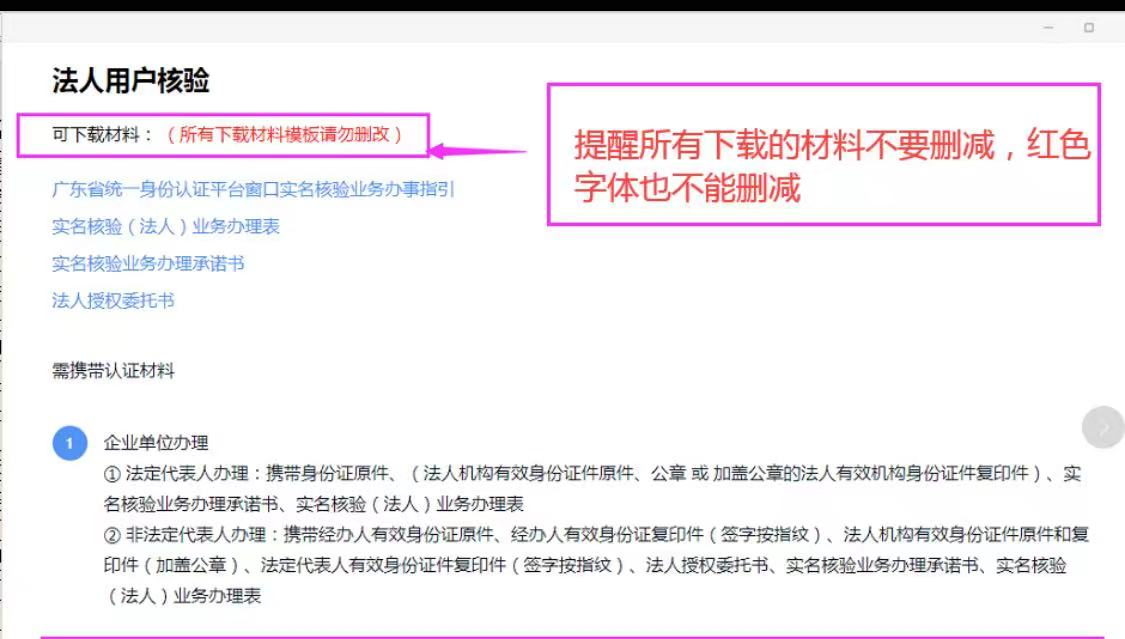 法人用户核验
可下载材料：（所有下载材料模板请勿删改）
提醒所有下载的材料不要删减，红色
字体也不能删减
广东省统一身份认证平台窗口实名核验业务办事指引
实名核验（法人）业务办理表
实名核验业务办理承诺书
法人授权委托书
需携带认证材料
1 企业单位办理
① 法定代表人办理：携带身份证原件、（法人机构有效身份证件原件、公章 或 加盖公章的法人有效机构身份证件复印件）、实
名核验业务办理承诺书、实名核验（法人）业务办理表
② 非法定代表人办理：携带经办人有效身份证原件、经办人有效身份证复印件（签字按指纹）、法人机构有效身份证件原件和复
印件（加盖公章）、法定代表人有效身份证件复印件（签字按指纹）、法人授权委托书、实名核验业务办理承诺书、实名核验
（法人）业务办理表